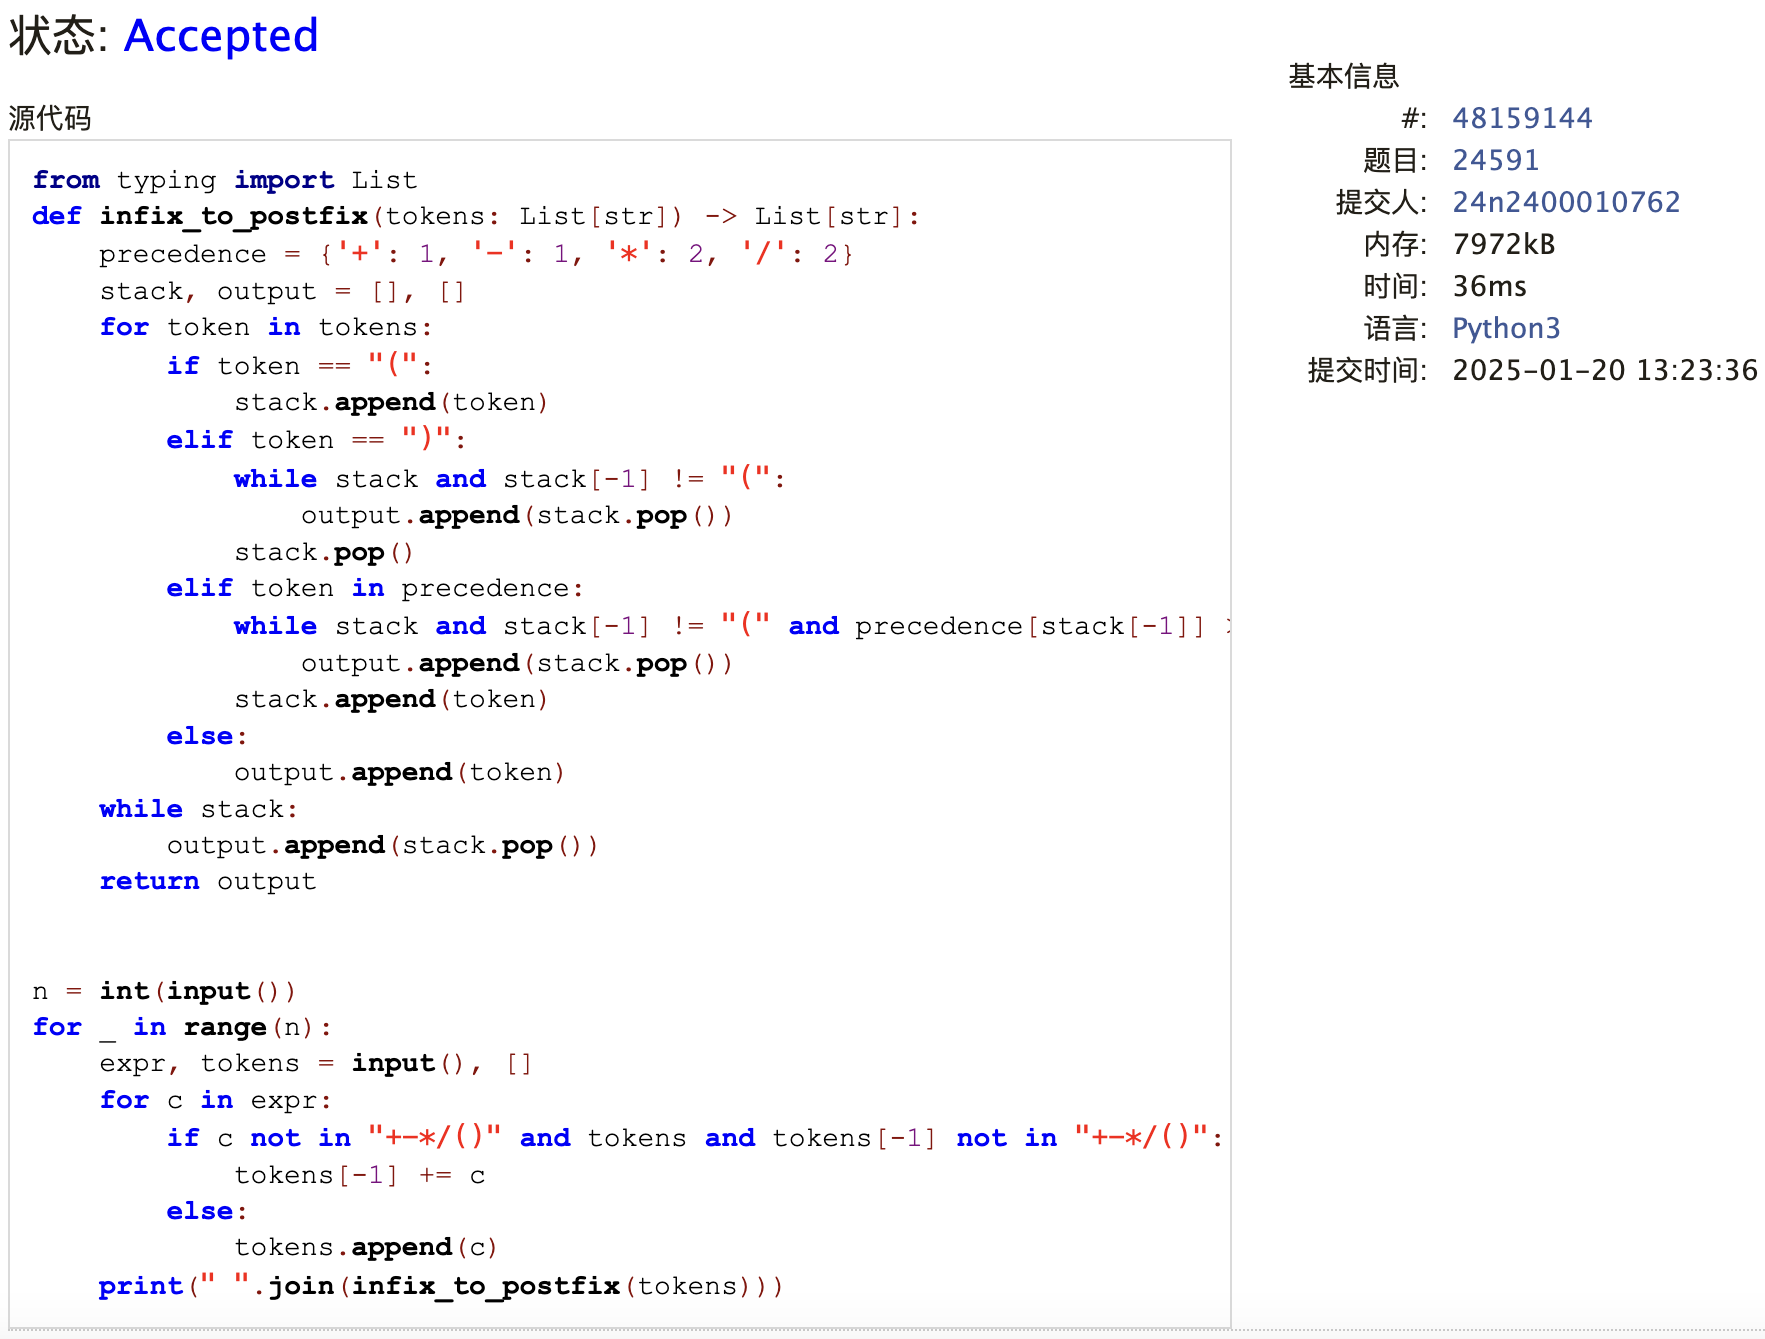 状态: Accepted
源代码
from typing import List
def infix_to_postfix(tokens: List[str]) -> List[str]:
    precedence = {'+': 1, '-': 1, '*': 2, '/': 2}
    stack, output = [], []
    for token in tokens:
        if token == "(":
            stack.append(token)
        elif token == ")":
            while stack and stack[-1] != "(":
                output.append(stack.pop())
            stack.pop()
        elif token in precedence:
            while stack and stack[-1] != "(" and precedence[stack[-1]]
                output.append(stack.pop())
            stack.append(token)
        else:
            output.append(token)
    while stack:
        output.append(stack.pop())
    return output
n = int(input())
for _ in range(n):
    expr, tokens = input(), []
    for c in expr:
        if c not in "+-*/()" and tokens and tokens[-1] not in "+-*/()":
            tokens[-1] += c
        else:
            tokens.append(c)
    print(" ".join(infix_to_postfix(tokens)))
基本信息
#: 48159144
题目: 24591
提交人: 24n2400010762
内存: 7972kB
时间: 36ms
语言: Python3
提交时间: 2025-01-20 13:23:36